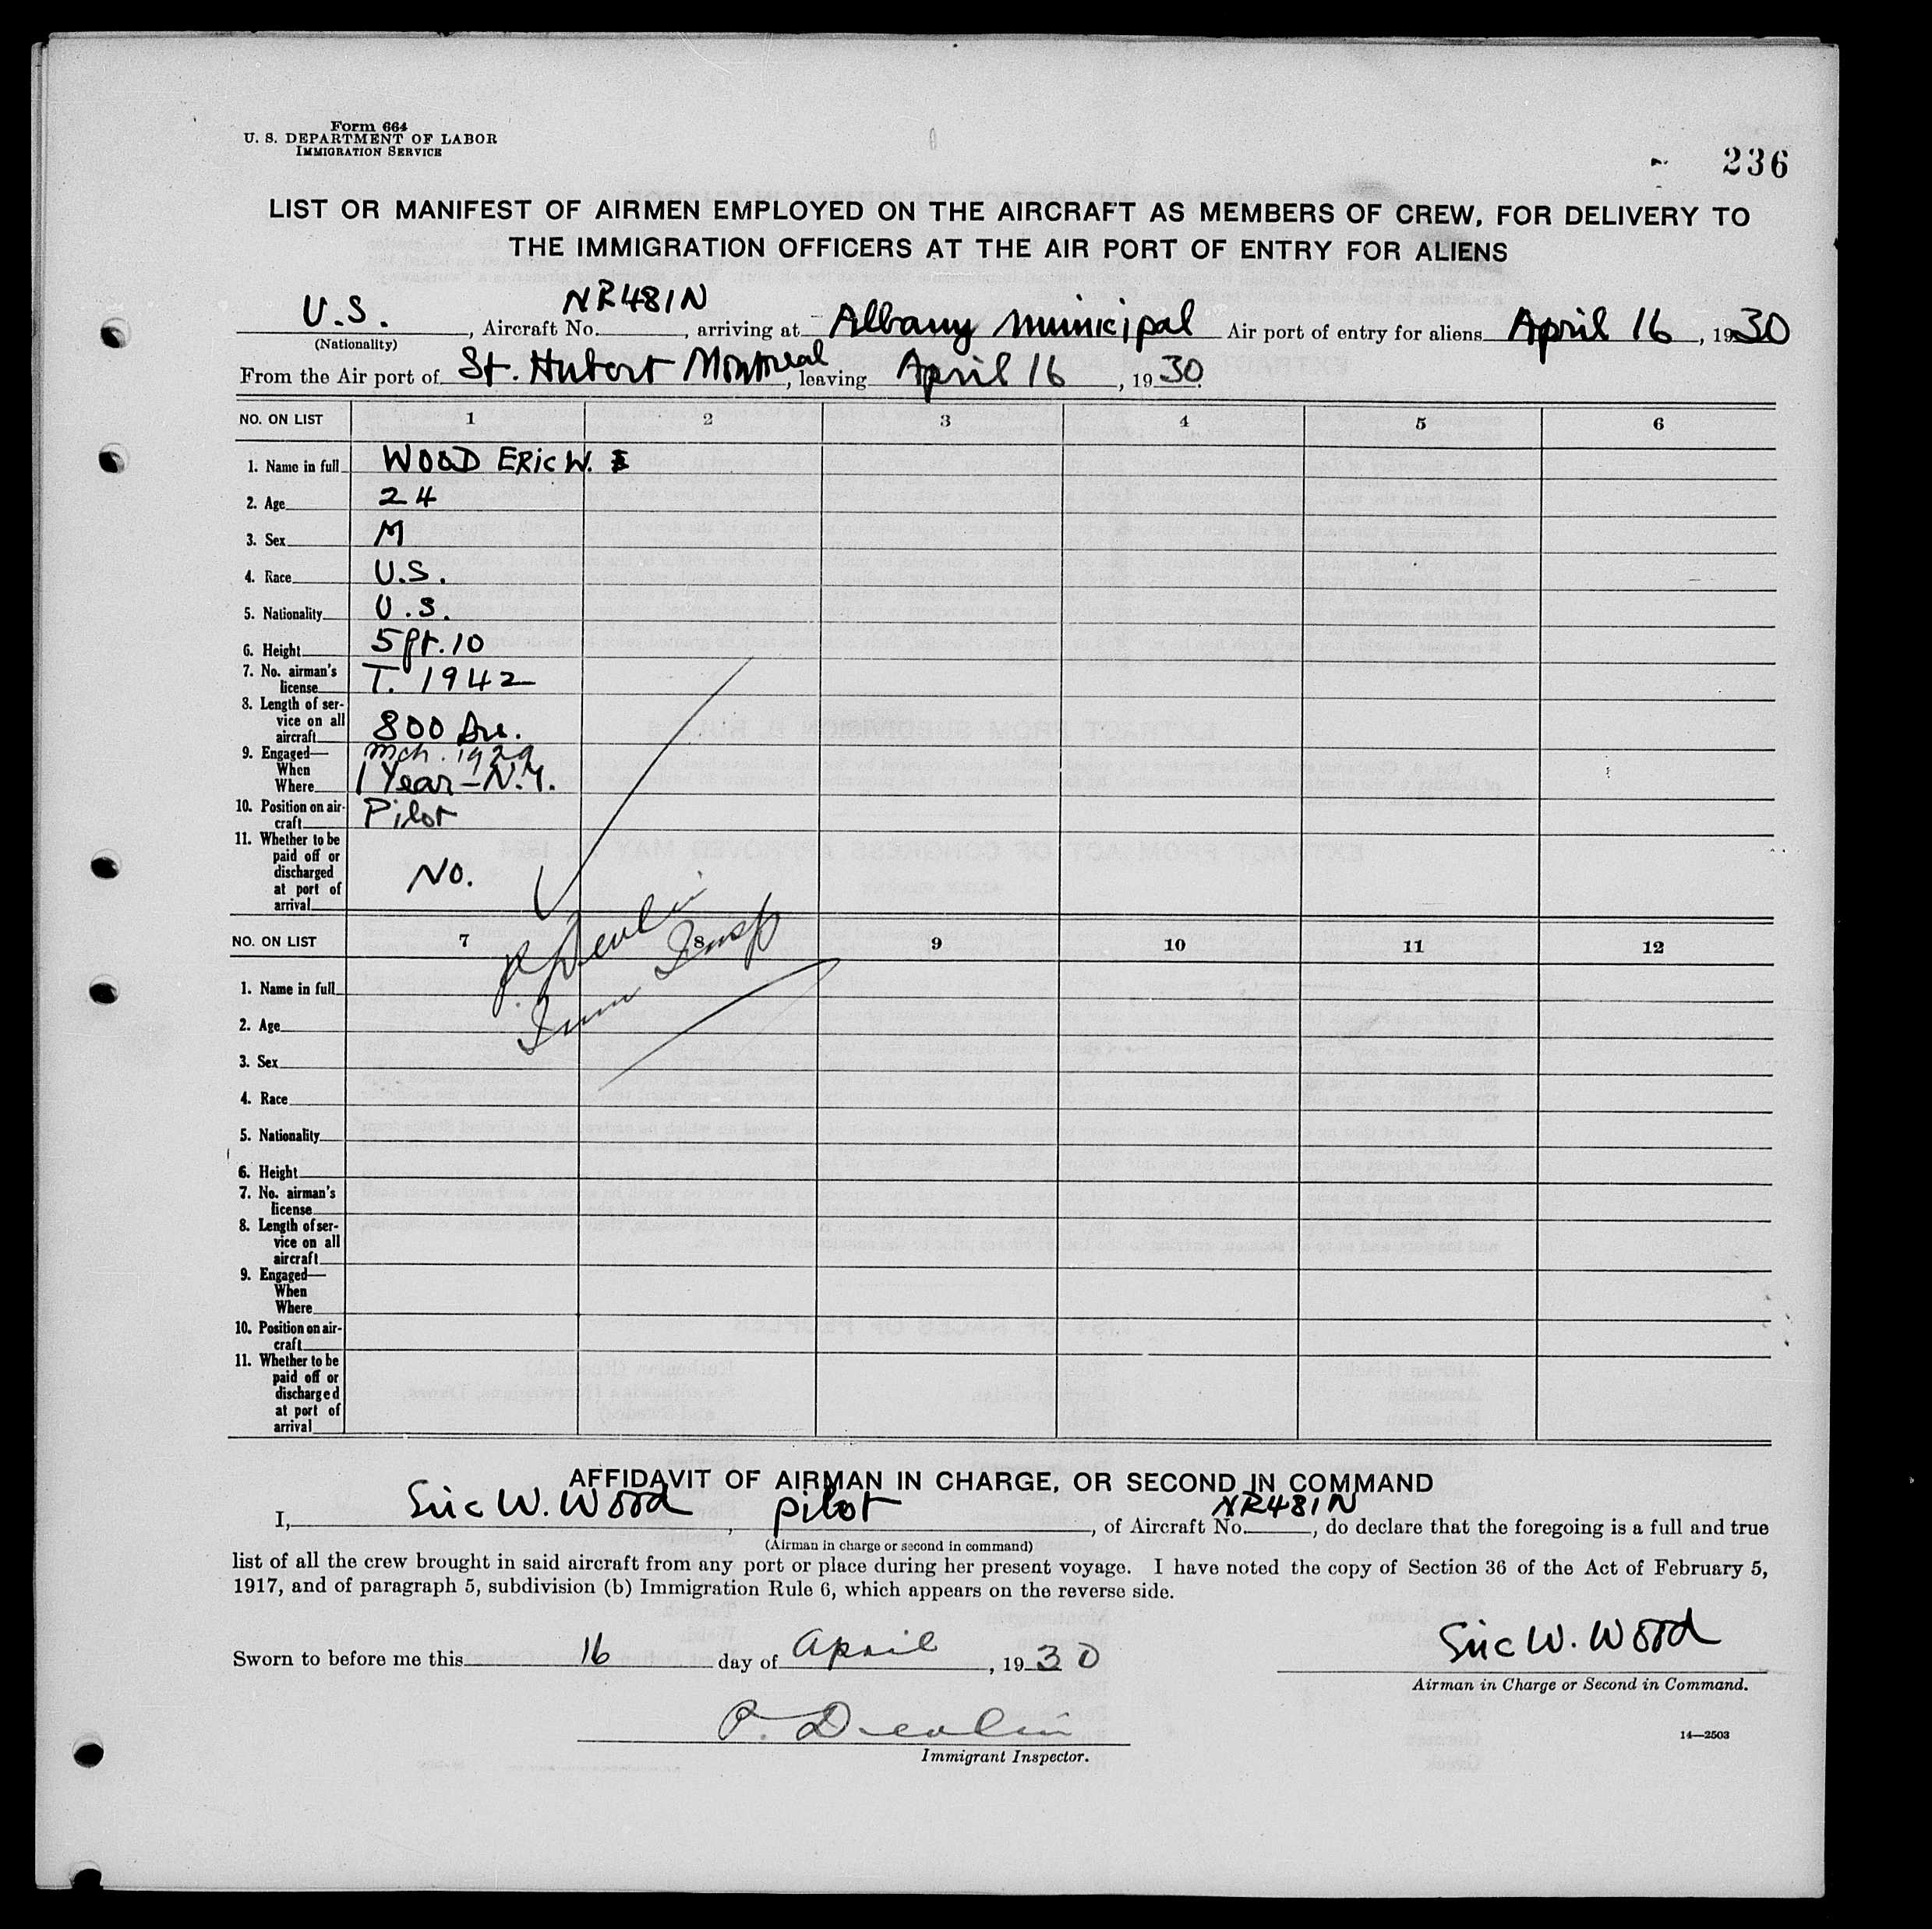 Form 664
U. S. DEPARTMENT OF LABOR
IMMIGRATION SERVICE
236
LIST OR MANIFEST OF AIRMEN EMPLOYED ON THE AIRCRAFT AS MEMBERS OF CREW, FOR DELIVERY TO
THE IMMIGRATION OFFICERS AT THE AIR PORT OF ENTRY FOR ALIENS
U.S. , Aircraft No. NR481N , arriving at Albany Municipal Air port of entry for aliens April 16 , 1930
(Nationality)
From the Air port of St. Hubert Montreal , leaving April 16 , 1930.
NO. ON LIST 1 2 3 4 5 6
1. Name in full WOOD ERIC W.
2. Age 24
3. Sex M
4. Race U.S.
5. Nationality U.S.
6. Height 5 ft. 10
7. No. airman's
license T. 1942
8. Length of ser-
vice on all
aircraft 800
9. Engaged— Mch. 1929
When
Where 1 Year - N.Y.
10. Position on air-
craft Pilot
11. Whether to be
paid off or
discharged
at port of
arrival No.
P. Devlin
Imm Insp
NO. ON LIST 7 8 9 10 11 12
1. Name in full
2. Age
3. Sex
4. Race
5. Nationality
6. Height
7. No. airman's
license
8. Length of ser-
vice on all
aircraft
9. Engaged—
When
Where
10. Position on air-
craft
11. Whether to be
paid off or
discharged
at port of
arrival
AFFIDAVIT OF AIRMAN IN CHARGE, OR SECOND IN COMMAND
I, Eric W. Wood , pilot , of Aircraft No. NR481N , do declare that the foregoing is a full and true
(Airman in charge or second in command)
list of all the crew brought in said aircraft from any port or place during her present voyage. I have noted the copy of Section 36 of the Act of February 5,
1917, and of paragraph 5, subdivision (b) Immigration Rule 6, which appears on the reverse side.
Eric W. Wood
Sworn to before me this 16 day of April , 1930
Airman in Charge or Second in Command.
P. Devlin
Immigrant Inspector.
14—2503